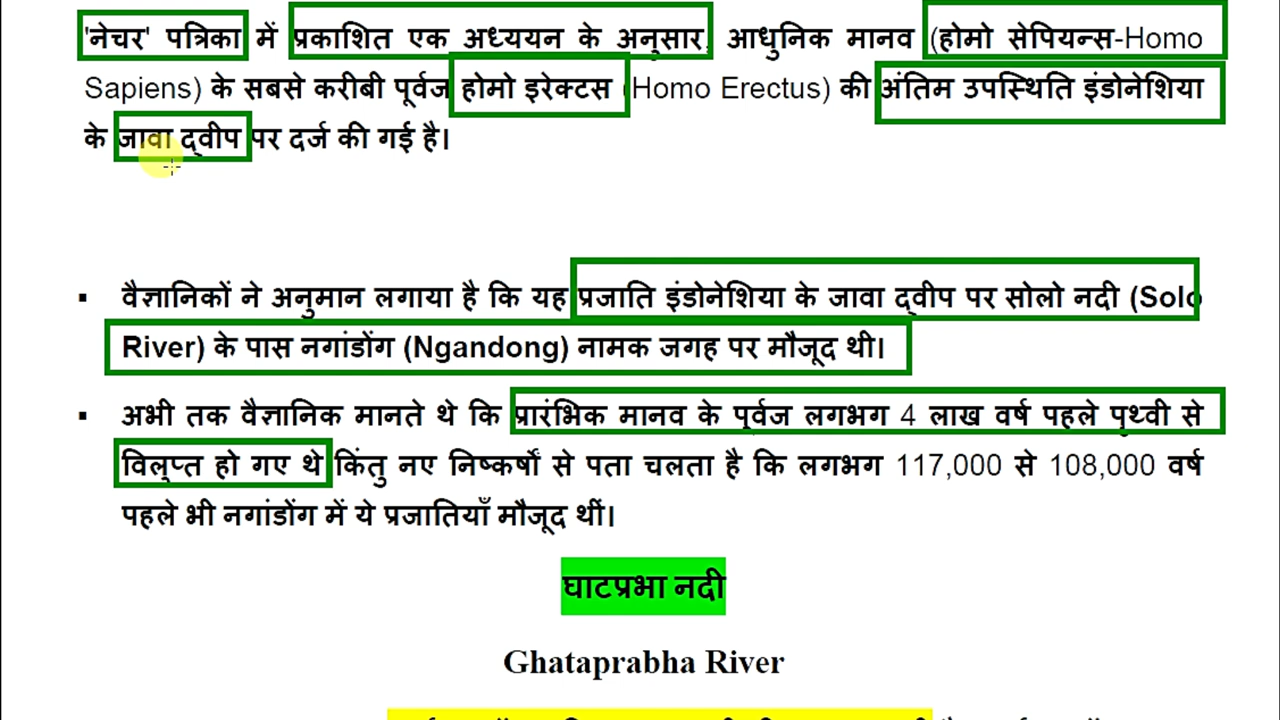 'नेचर' पत्रिका में प्रकाशित एक अध्ययन के अनुसार, आधुनिक मानव (होमो सेपियन्स-Homo
Sapiens) के सबसे करीबी पूर्वज होमो इरेक्टस (Homo Erectus) की अंतिम उपस्थिति इंडोनेशिया
के जावा द्वीप पर दर्ज की गई है।
▪ वैज्ञानिकों ने अनुमान लगाया है कि यह प्रजाति इंडोनेशिया के जावा द्वीप पर सोलो नदी (Solo
River) के पास नगांडोंग (Ngandong) नामक जगह पर मौजूद थी।
▪ अभी तक वैज्ञानिक मानते थे कि प्रारंभिक मानव के पूर्वज लगभग 4 लाख वर्ष पहले पृथ्वी से
विलुप्त हो गए थे किंतु नए निष्कर्षों से पता चलता है कि लगभग 117,000 से 108,000 वर्ष
पहले भी नगांडोंग में ये प्रजातियाँ मौजूद थीं।
घाटप्रभा नदी
Ghataprabha River